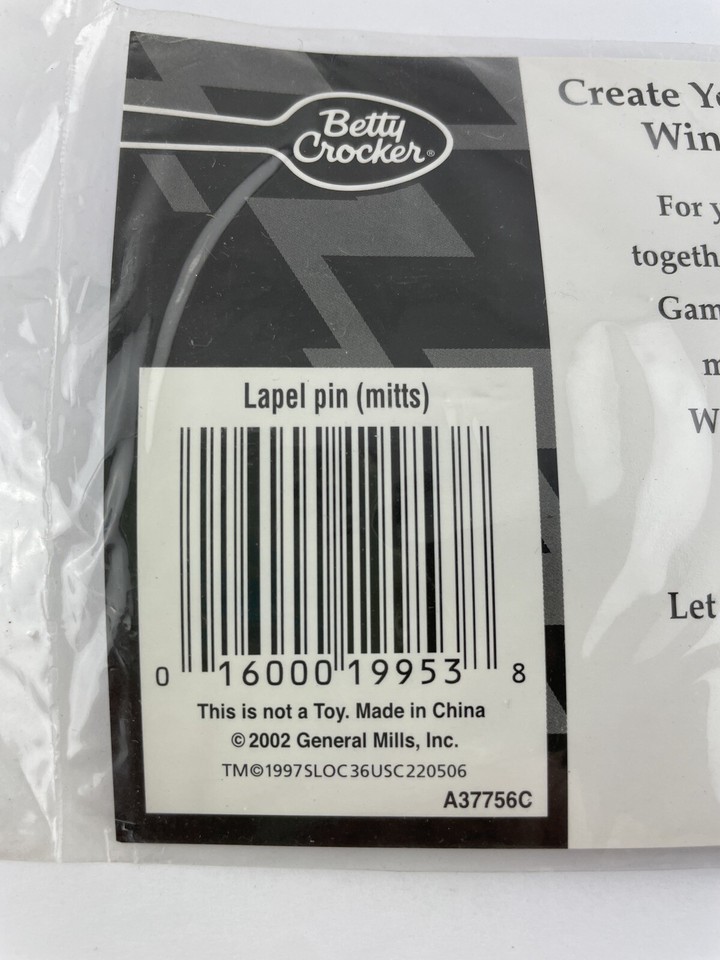 Betty
Crocker®
Create
Win
For
togeth
Gam
m
W
Let
Lapel pin (mitts)
0 16000 19953 8
This is not a Toy. Made in China
© 2002 General Mills, Inc.
TM©1997SLOC36USC220506
A37756C